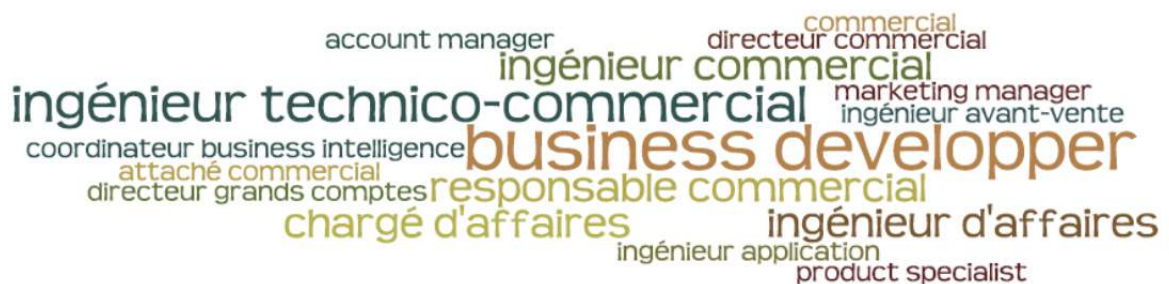 commercial
account manager
directeur commercial
ingénieur commercial
ingénieur technico-commercial
marketing manager
ingénieur avant-vente
coordinateur business intelligence
business developper
attaché commercial
directeur grands comptes
responsable commercial
chargé d'affaires
ingénieur d'affaires
ingénieur application
product specialist